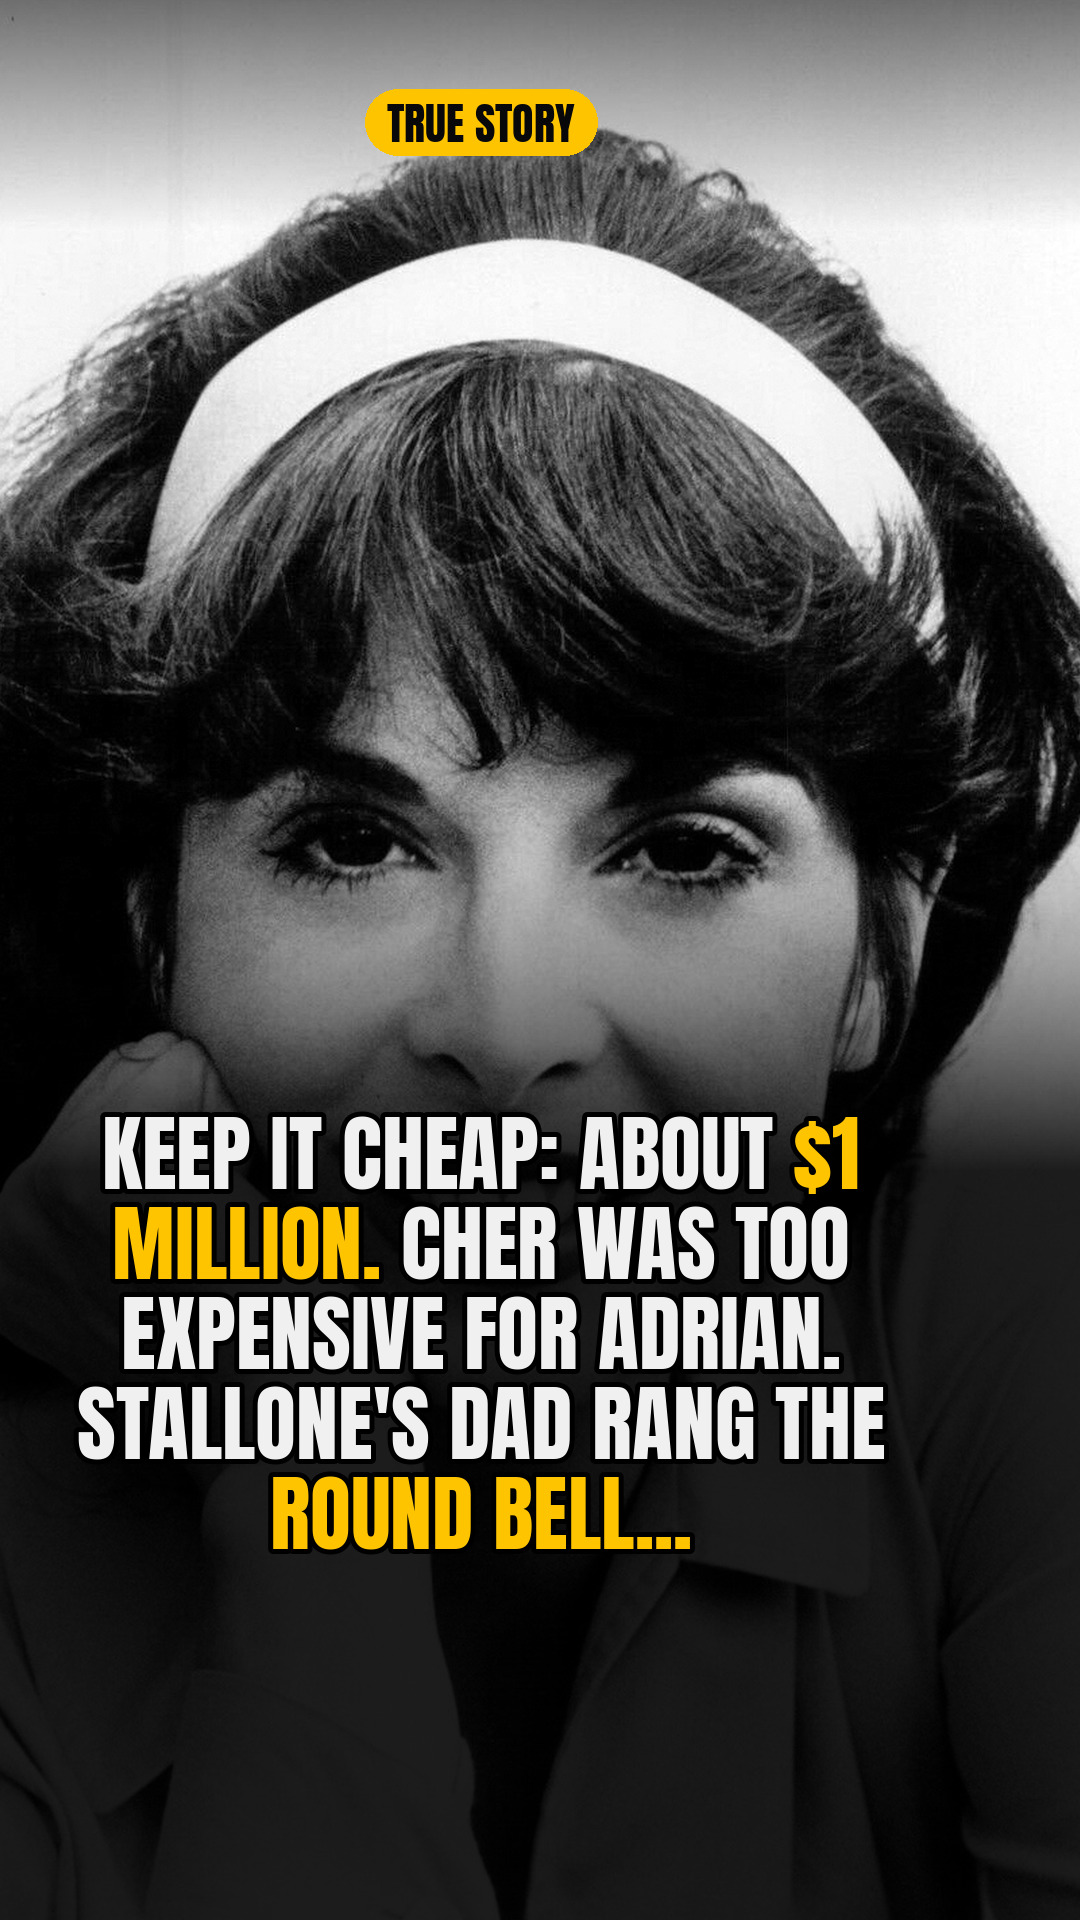 TRUE STORY
KEEP IT CHEAP: ABOUT $1
MILLION. CHER WAS TOO
EXPENSIVE FOR ADRIAN.
STALLONE'S DAD RANG THE
ROUND BELL...